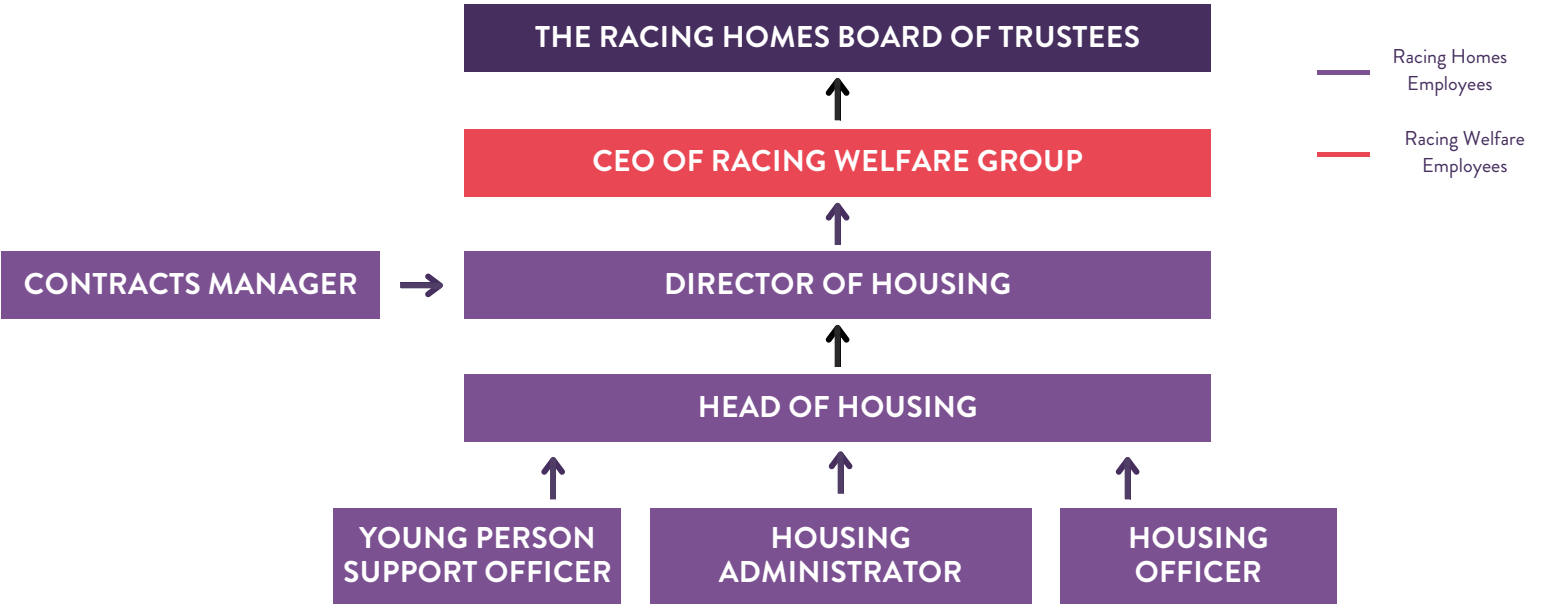 THE RACING HOMES BOARD OF TRUSTEES
Racing Homes
Employees
CEO OF RACING WELFARE GROUP
Racing Welfare
Employees
CONTRACTS MANAGER
DIRECTOR OF HOUSING
HEAD OF HOUSING
YOUNG PERSON
SUPPORT OFFICER
HOUSING
ADMINISTRATOR
HOUSING
OFFICER